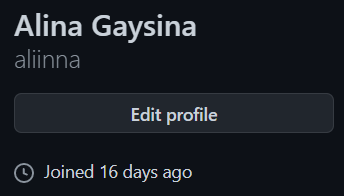 Alina Gaysina
aliinna
Edit profile
Joined 16 days ago